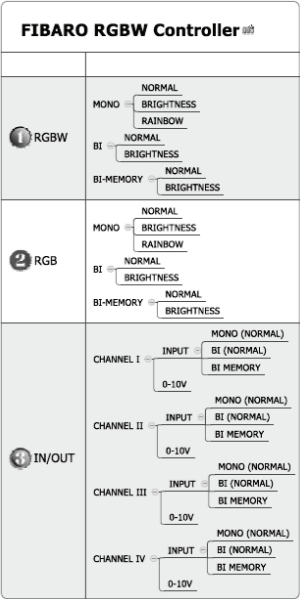 FIBARO RGBW Controller
1 RGBW
MONO
NORMAL
BRIGHTNESS
RAINBOW
BI
NORMAL
BRIGHTNESS
BI-MEMORY
NORMAL
BRIGHTNESS
2 RGB
MONO
NORMAL
BRIGHTNESS
RAINBOW
BI
NORMAL
BRIGHTNESS
BI-MEMORY
NORMAL
BRIGHTNESS
3 IN/OUT
CHANNEL I
INPUT
MONO (NORMAL)
BI (NORMAL)
BI MEMORY
0-10V
CHANNEL II
INPUT
MONO (NORMAL)
BI (NORMAL)
BI MEMORY
0-10V
CHANNEL III
INPUT
MONO (NORMAL)
BI (NORMAL)
BI MEMORY
0-10V
CHANNEL IV
INPUT
MONO (NORMAL)
BI (NORMAL)
BI MEMORY
0-10V